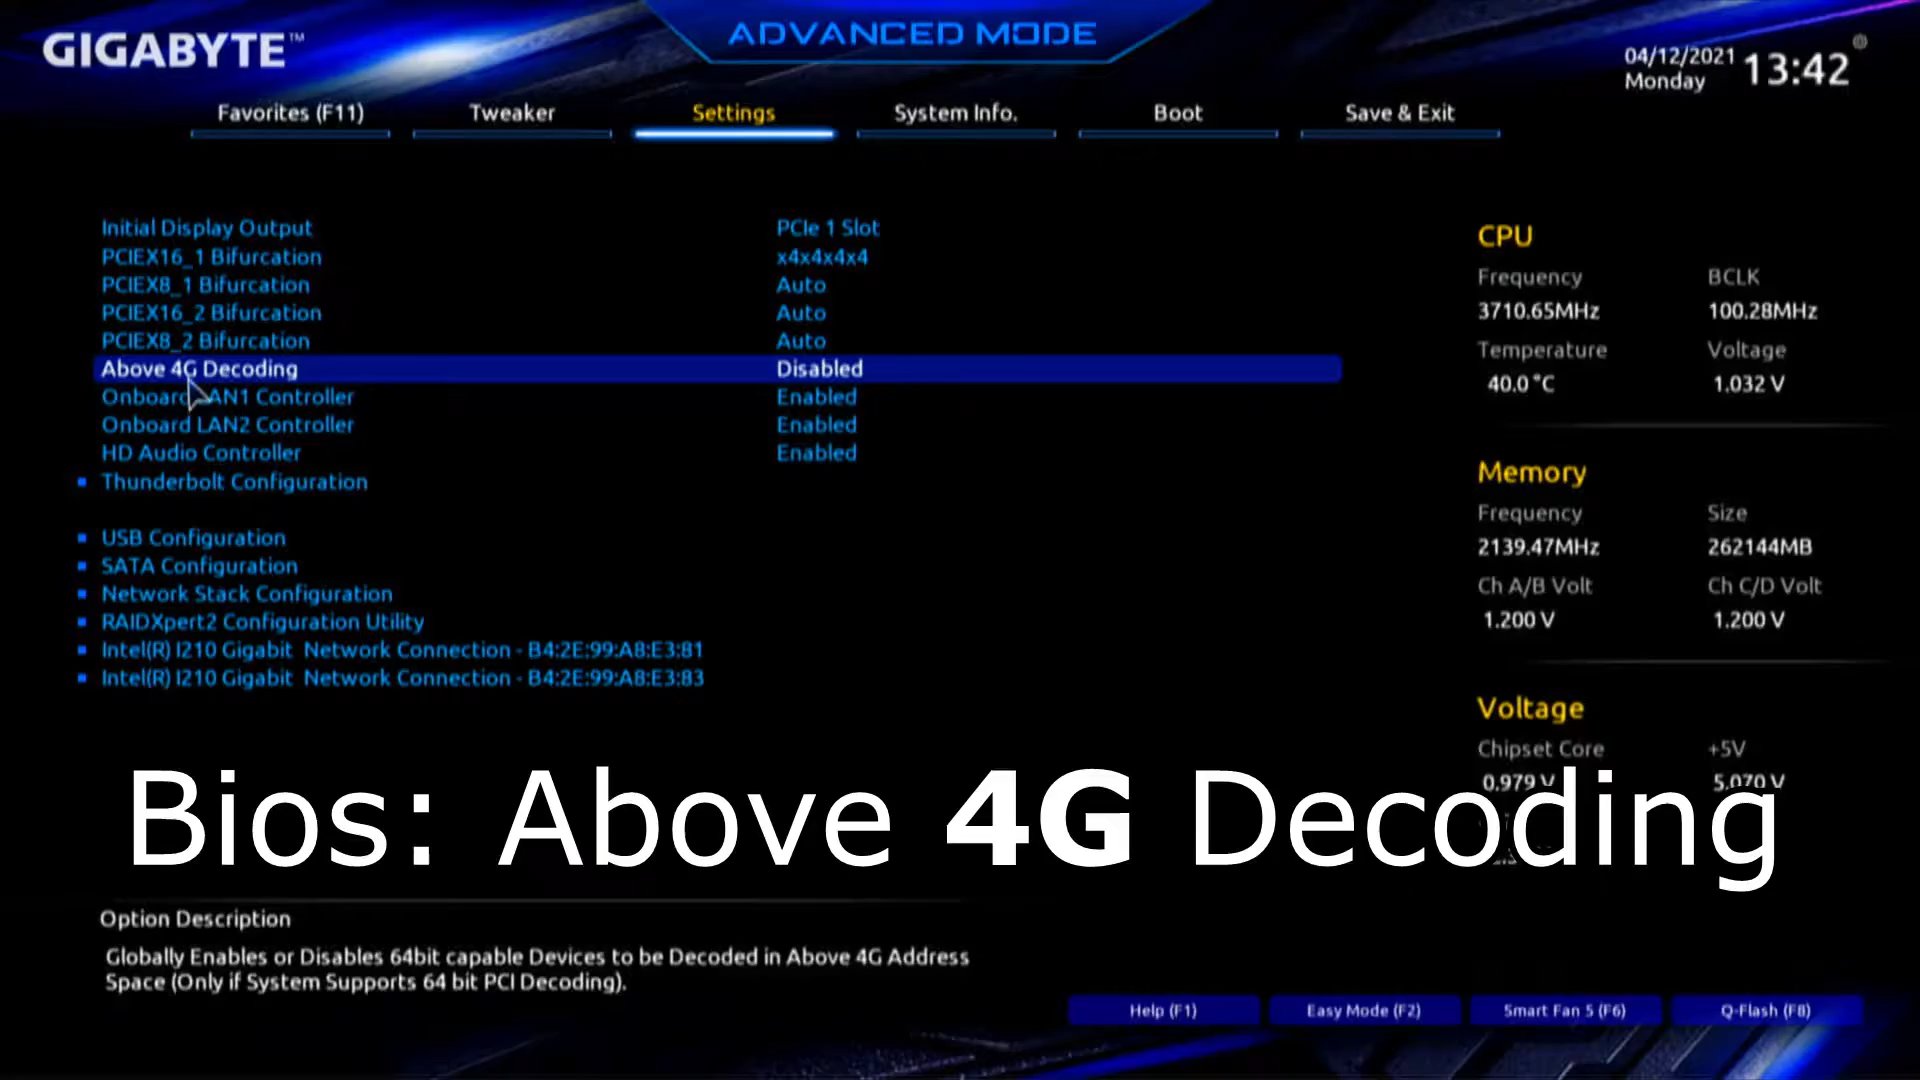 GIGABYTE™
ADVANCED MODE
04/12/2021
Monday
13:42
Favorites (F11) Tweaker Settings System Info. Boot Save & Exit
Initial Display Output PCIe 1 Slot
PCIEX16_1 Bifurcation x4x4x4x4
PCIEX8_1 Bifurcation Auto
PCIEX16_2 Bifurcation Auto
PCIEX8_2 Bifurcation Auto
Above 4G Decoding Disabled
Onboard LAN1 Controller Enabled
Onboard LAN2 Controller Enabled
HD Audio Controller Enabled
Thunderbolt Configuration
USB Configuration
SATA Configuration
Network Stack Configuration
RAIDXpert2 Configuration Utility
Intel(R) I210 Gigabit Network Connection - B4:2E:99:A8:E3:81
Intel(R) I210 Gigabit Network Connection - B4:2E:99:A8:E3:83
CPU
Frequency BCLK
3710.65MHz 100.28MHz
Temperature Voltage
40.0 °C 1.032 V
Memory
Frequency Size
2139.47MHz 262144MB
Ch A/B Volt Ch C/D Volt
1.200 V 1.200 V
Voltage
Chipset Core +5V
0.979 V 5.070 V
Bios: Above 4G Decoding
Option Description
Globally Enables or Disables 64bit capable Devices to be Decoded in Above 4G Address
Space (Only if System Supports 64 bit PCI Decoding).
Help (F1) Easy Mode (F2) Smart Fan 5 (F6) Q-Flash (F8)